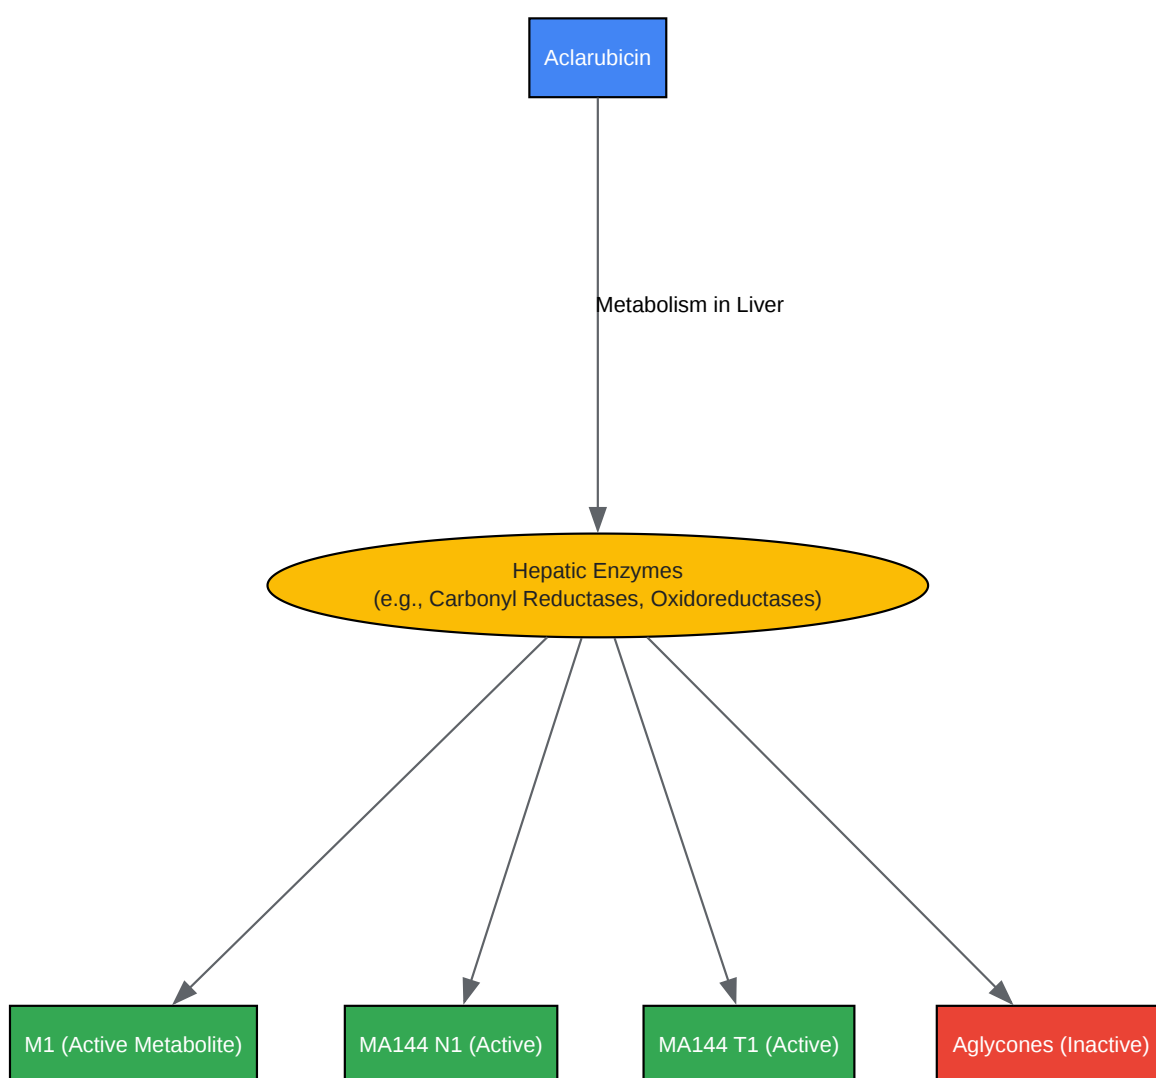 Aclarubicin
Metabolism in Liver
Hepatic Enzymes
(e.g., Carbonyl Reductases, Oxidoreductases)
M1 (Active Metabolite)
MA144 N1 (Active)
MA144 T1 (Active)
Aglycones (Inactive)